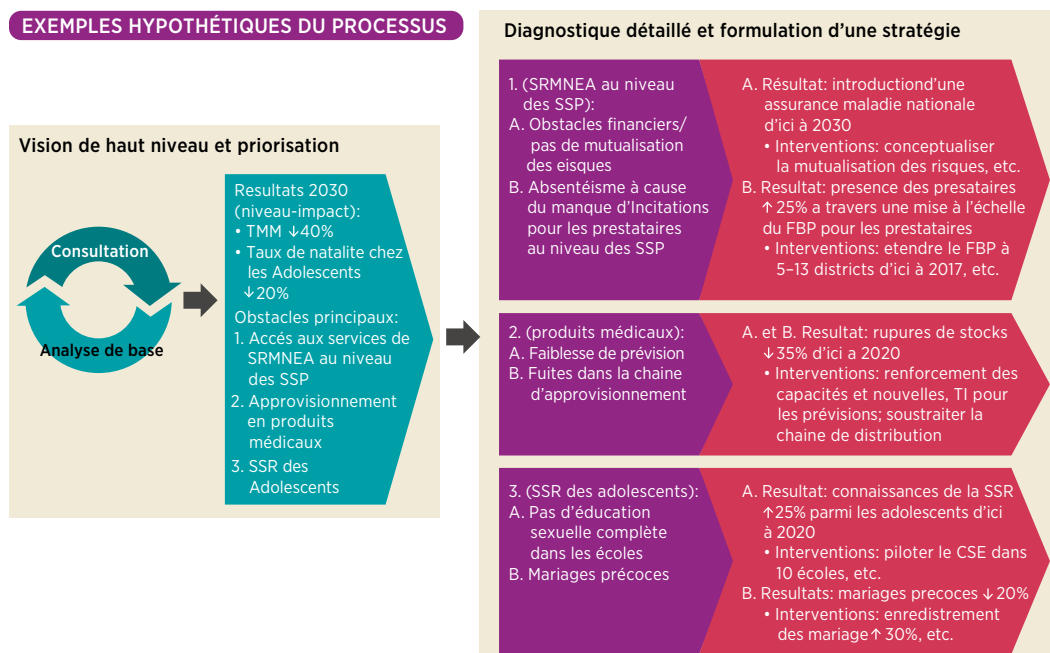 EXEMPLES HYPOTHÉTIQUES DU PROCESSUS
Vision de haut niveau et priorisation
Consultation
Analyse de base
Resultats 2030
(niveau-impact):
• TMM ↓40%
• Taux de natalite chez
les Adolescents
↓20%
Obstacles principaux:
1. Accés aux services de
SRMNEA au niveau
des SSP
2. Approvisionnement
en produits
médicaux
3. SSR des
Adolescents
Diagnostique détaillé et formulation d’une stratégie
1. (SRMNEA au niveau
des SSP):
A. Obstacles financiers/
pas de mutualisation
des eisques
B. Absentéisme à cause
du manque d’Incitations
pour les prestataires
au niveau des SSP
A. Résultat: introductiond’une
assurance maladie nationale
d’ici à 2030
• Interventions: conceptualiser
la mutualisation des risques, etc.
B. Resultat: presence des presataires
↑ 25% a travers une mise à l’échelle
du FBP pour les prestataires
• Interventions: etendre le FBP à
5–13 districts d’ici à 2017, etc.
2. (produits médicaux):
A. Faiblesse de prévision
B. Fuites dans la chaine
d’approvisionnement
A. et B. Resultat: rupures de stocks
↓35% d’ici a 2020
• Interventions: renforcement des
capacités et nouvelles, TI pour
les prévisions; soustraiter la
chaine de distribution
3. (SSR des adolescents):
A. Pas d’éducation
sexuelle complète
dans les écoles
B. Mariages précoces
A. Resultat: connaissances de la SSR
↑25% parmi les adolescents d’ici
à 2020
• Interventions: piloter le CSE dans
10 écoles, etc.
B. Resultats: mariages precoces ↓20%
• Interventions: enredistrement
des mariage↑ 30%, etc.